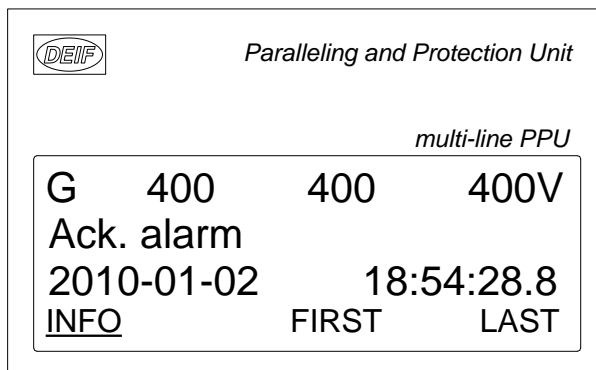 DEIF
Paralleling and Protection Unit
multi-line PPU
G 400 400 400V
Ack. alarm
2010-01-02 18:54:28.8
INFO FIRST LAST